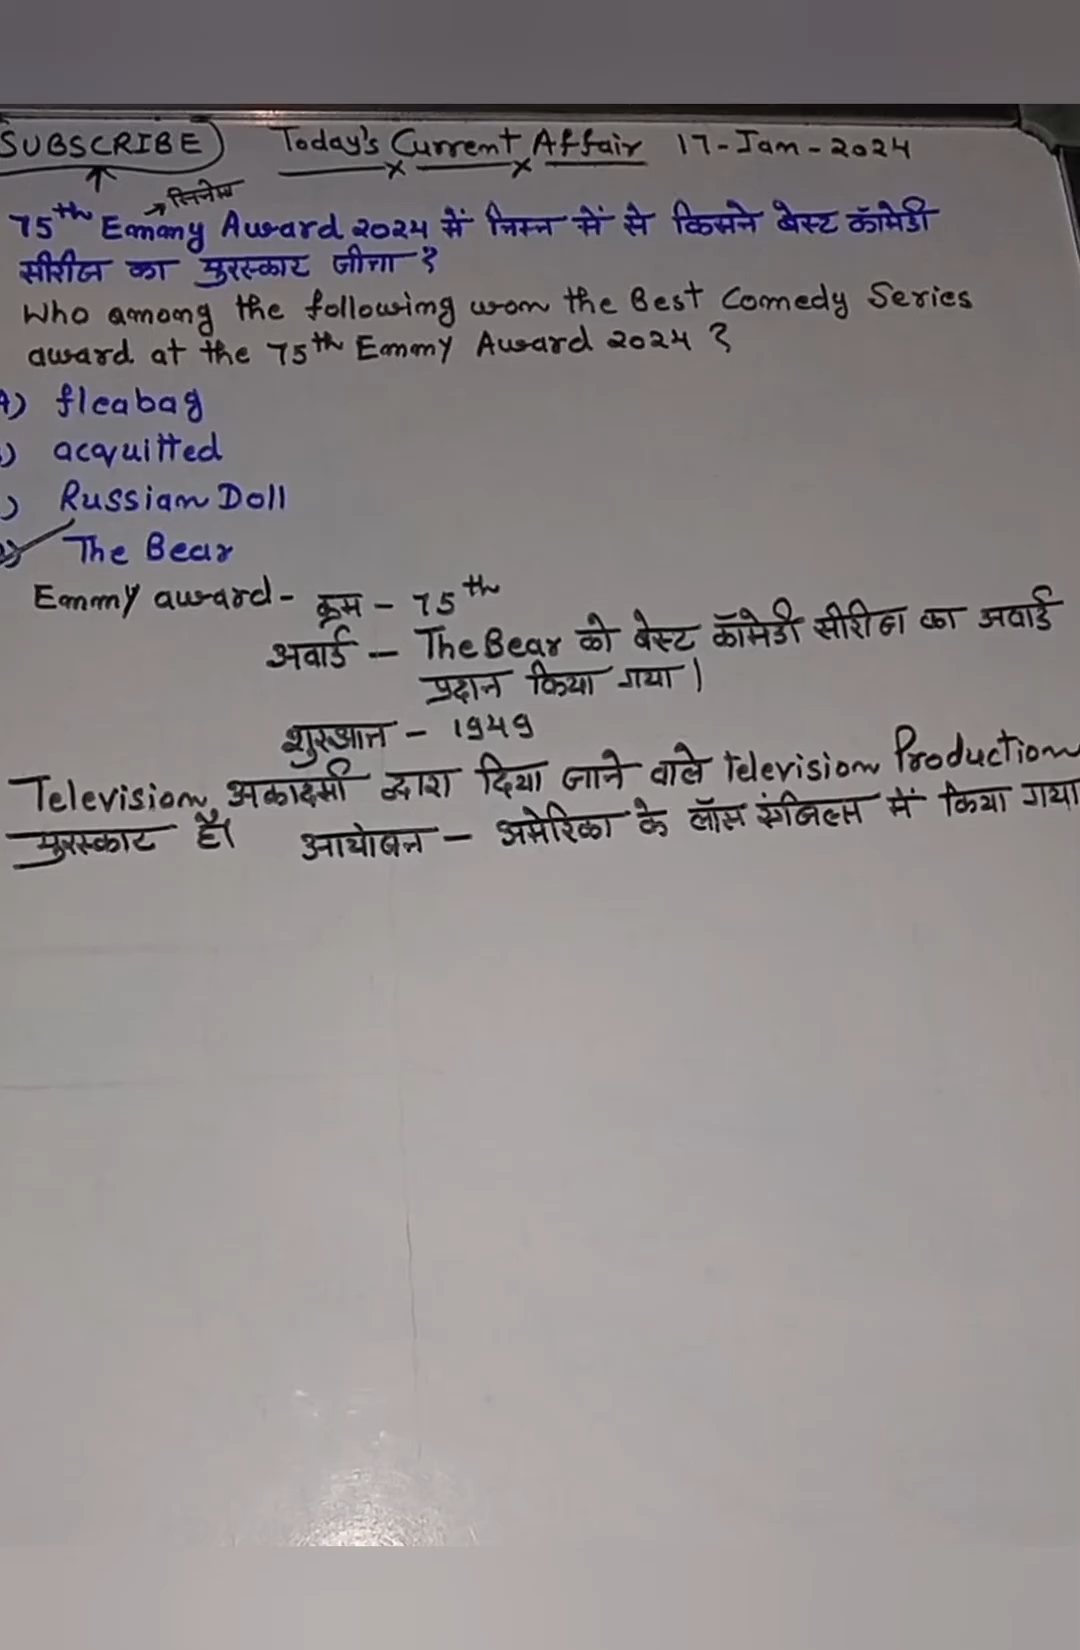 SUBSCRIBE) Today's Current Affair 17-Jan-2024
→ सिनेमा
75th Emmy Award 2024 में निम्न में से किसने बेस्ट कॉमेडी
सीरीज का पुरस्कार जीता ?
Who among the following won the Best Comedy Series
award at the 75th Emmy Award 2024 ?
A) fleabag
) acquitted
) Russian Doll
D) The Bear
Emmy award - क्रम - 75th
अवार्ड - The Bear को बेस्ट कॉमेडी सीरीज का अवार्ड
प्रदान किया गया।
शुरुआत - 1949
Television अकादमी द्वारा दिया जाने वाले television Production
पुरस्कार है। आयोजन - अमेरिका के लॉस एंजिल्स में किया गया